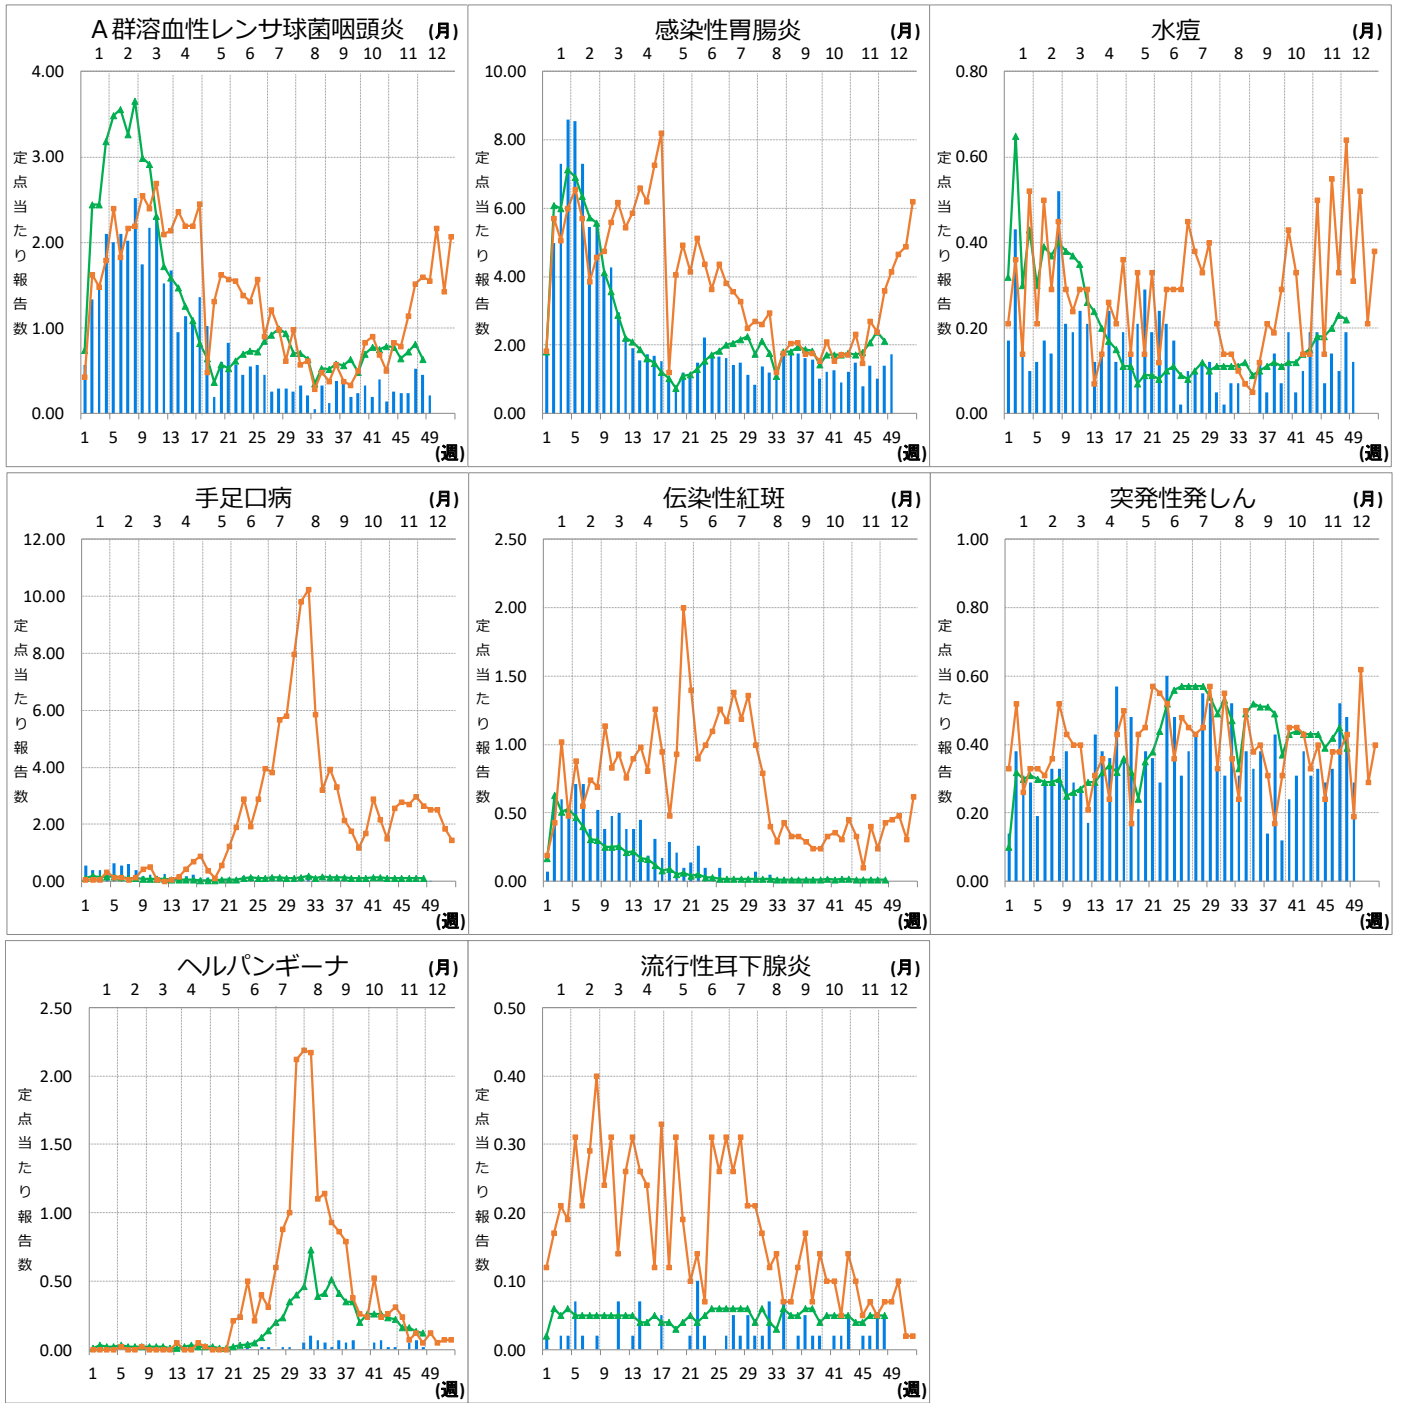 A群溶血性レンサ球菌咽頭炎 (月)
1 2 3 4 5 6 7 8 9 10 11 12
4.00
3.00
2.00
1.00
0.00
定点当たり報告数
1 5 9 13 17 21 25 29 33 37 41 45 49
(週)
感染性胃腸炎 (月)
1 2 3 4 5 6 7 8 9 10 11 12
10.00
8.00
6.00
4.00
2.00
0.00
定点当たり報告数
1 5 9 13 17 21 25 29 33 37 41 45 49
(週)
水痘 (月)
1 2 3 4 5 6 7 8 9 10 11 12
0.80
0.60
0.40
0.20
0.00
定点当たり報告数
1 5 9 13 17 21 25 29 33 37 41 45 49
(週)
手足口病 (月)
1 2 3 4 5 6 7 8 9 10 11 12
12.00
10.00
8.00
6.00
4.00
2.00
0.00
定点当たり報告数
1 5 9 13 17 21 25 29 33 37 41 45 49
(週)
伝染性紅斑 (月)
1 2 3 4 5 6 7 8 9 10 11 12
2.50
2.00
1.50
1.00
0.50
0.00
定点当たり報告数
1 5 9 13 17 21 25 29 33 37 41 45 49
(週)
突発性発しん (月)
1 2 3 4 5 6 7 8 9 10 11 12
1.00
0.80
0.60
0.40
0.20
0.00
定点当たり報告数
1 5 9 13 17 21 25 29 33 37 41 45 49
(週)
ヘルパンギーナ (月)
1 2 3 4 5 6 7 8 9 10 11 12
2.50
2.00
1.50
1.00
0.50
0.00
定点当たり報告数
1 5 9 13 17 21 25 29 33 37 41 45 49
(週)
流行性耳下腺炎 (月)
1 2 3 4 5 6 7 8 9 10 11 12
0.50
0.40
0.30
0.20
0.10
0.00
定点当たり報告数
1 5 9 13 17 21 25 29 33 37 41 45 49
(週)